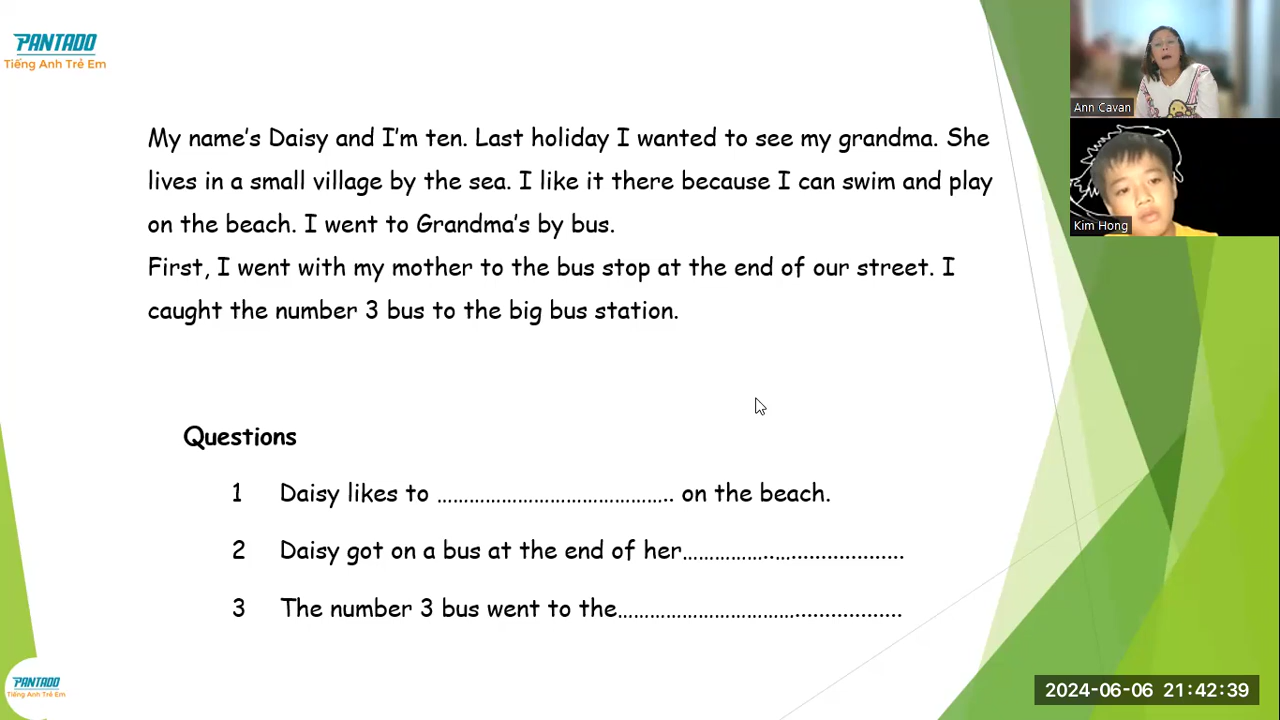 PANTADO
Tiếng Anh Trẻ Em
My name's Daisy and I'm ten. Last holiday I wanted to see my grandma. She
lives in a small village by the sea. I like it there because I can swim and play
on the beach. I went to Grandma's by bus.
First, I went with my mother to the bus stop at the end of our street. I
caught the number 3 bus to the big bus station.
Questions
1 Daisy likes to ……………………………………….. on the beach.
2 Daisy got on a bus at the end of her……………..…....................
3 The number 3 bus went to the……………………………...................
Ann Cavan
Kim Hong
PANTADO
Tiếng Anh Trẻ Em
2024-06-06 21:42:39